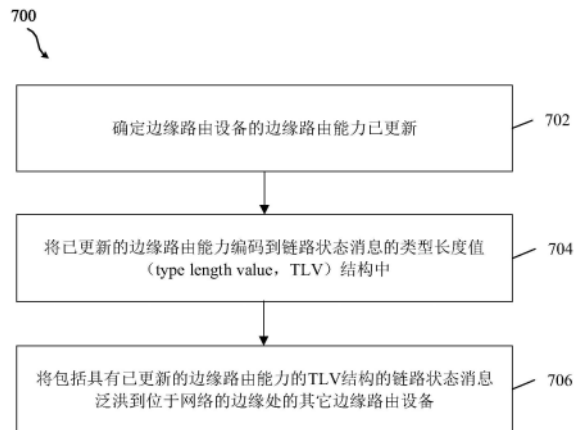 700
确定边缘路由设备的边缘路由能力已更新
702
将已更新的边缘路由能力编码到链路状态消息的类型长度值
（type length value，TLV）结构中
704
将包括具有已更新的边缘路由能力的TLV结构的链路状态消息
泛洪到位于网络的边缘处的其它边缘路由设备
706